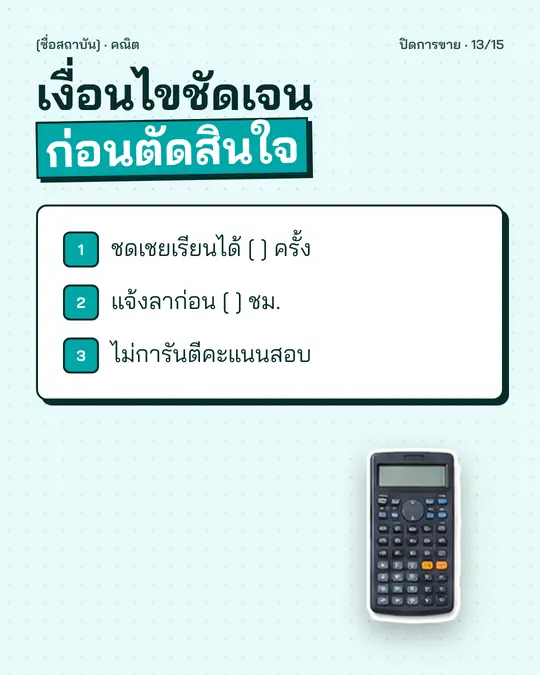 (ชื่อสถาบัน) · คณิต
ปิดการขาย · 13/15
เงื่อนไขชัดเจน
ก่อนตัดสินใจ
1 ชดเชยเรียนได้ ( ) ครั้ง
2 แจ้งลาก่อน ( ) ชม.
3 ไม่การันตีคะแนนสอบ